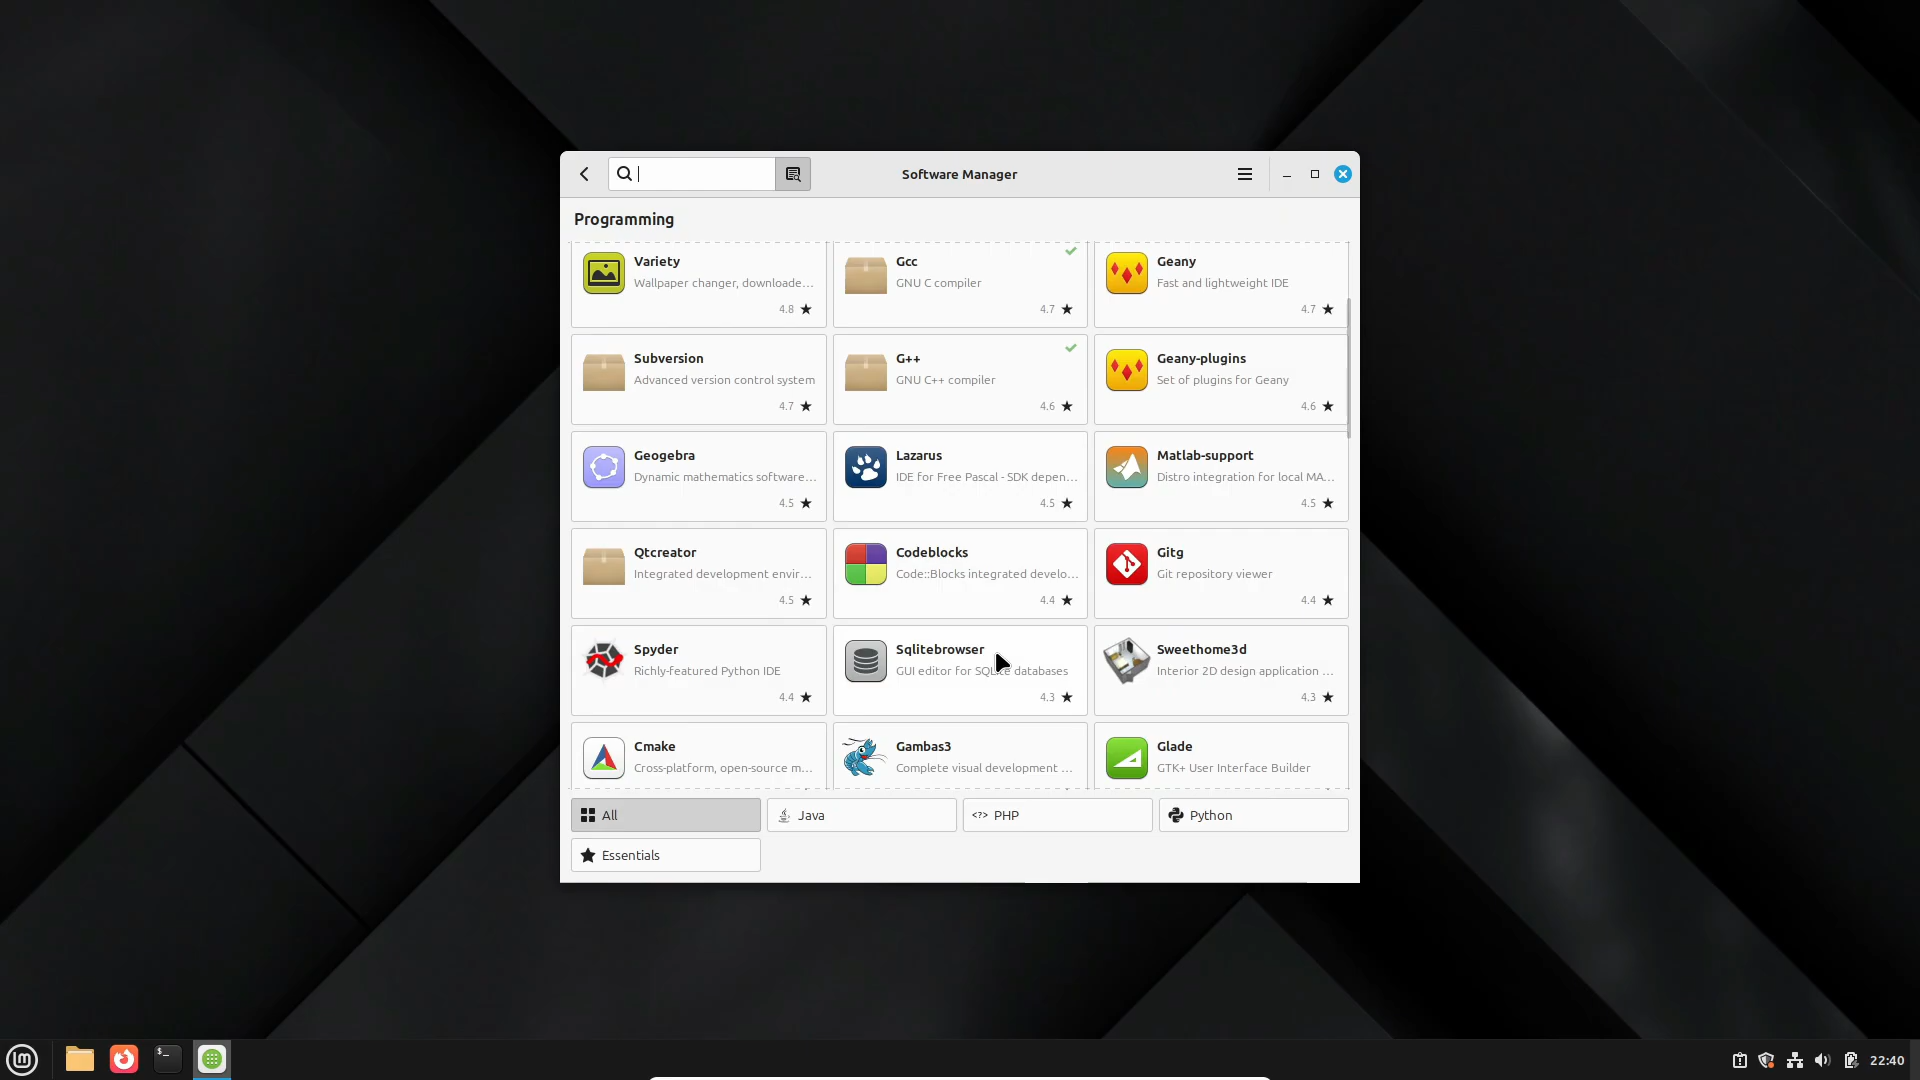 Software Manager
Programming
Variety
Wallpaper changer, downloade...
4.8 ★
Gcc
GNU C compiler
4.7 ★
Geany
Fast and lightweight IDE
4.7 ★
Subversion
Advanced version control system
4.7 ★
G++
GNU C++ compiler
4.6 ★
Geany-plugins
Set of plugins for Geany
4.6 ★
Geogebra
Dynamic mathematics software...
4.5 ★
Lazarus
IDE for Free Pascal - SDK depen...
4.5 ★
Matlab-support
Distro integration for local MA...
4.5 ★
Qtcreator
Integrated development envir...
4.5 ★
Codeblocks
Code::Blocks integrated develo...
4.4 ★
Gitg
Git repository viewer
4.4 ★
Spyder
Richly-featured Python IDE
4.4 ★
Sqlitebrowser
GUI editor for SQLite databases
4.3 ★
Sweethome3d
Interior 2D design application ...
4.3 ★
Cmake
Cross-platform, open-source m...
Gambas3
Complete visual development ...
Glade
GTK+ User Interface Builder
All
Java
<?> PHP
Python
Essentials
$_
22:40